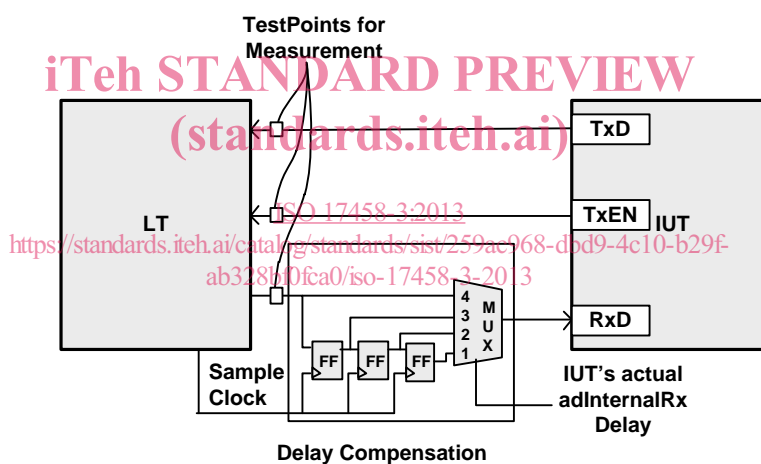 TestPoints for
Measurement
iTeh STANDARD PREVIEW
(standards.iteh.ai)
TxD
TxEN
LT
IUT
ISO 17458-3:2013
https://standards.iteh.ai/catalog/standards/sist/259ae968-dbd9-4c10-b29f-
ab328bf0fca0/iso-17458-3-2013
4
3
2
1
MUX
RxD
FF
FF
FF
Sample
Clock
IUT's actual
adInternalRx
Delay
Delay Compensation